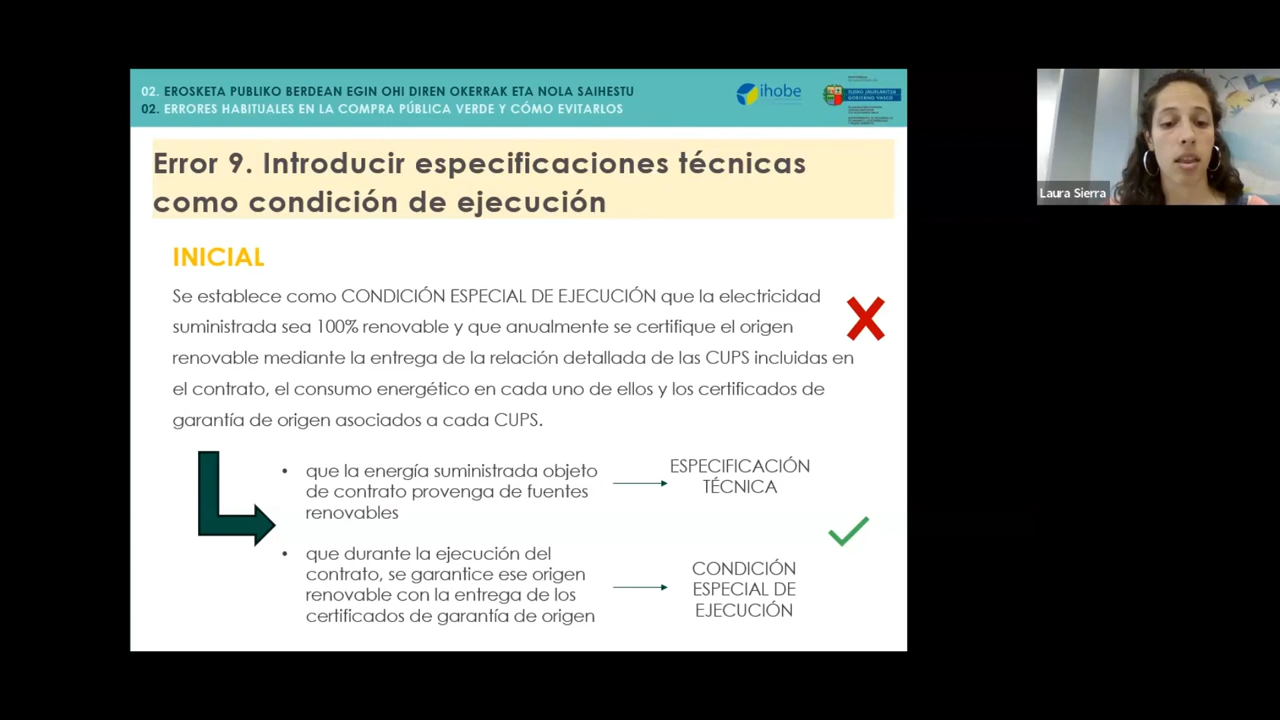 02. EROSKETA PUBLIKO BERDEAN EGIN OHI DIREN OKERRAK ETA NOLA SAIHESTU
02. ERRORES HABITUALES EN LA COMPRA PÚBLICA VERDE Y CÓMO EVITARLOS
ihobe
EUSKO JAURLARITZA
GOBIERNO VASCO
Laura Sierra
Error 9. Introducir especificaciones técnicas
como condición de ejecución
INICIAL
Se establece como CONDICIÓN ESPECIAL DE EJECUCIÓN que la electricidad
suministrada sea 100% renovable y que anualmente se certifique el origen
renovable mediante la entrega de la relación detallada de las CUPS incluidas en
el contrato, el consumo energético en cada uno de ellos y los certificados de
garantía de origen asociados a cada CUPS.
• que la energía suministrada objeto
de contrato provenga de fuentes
renovables
ESPECIFICACIÓN
TÉCNICA
• que durante la ejecución del
contrato, se garantice ese origen
renovable con la entrega de los
certificados de garantía de origen
CONDICIÓN
ESPECIAL DE
EJECUCIÓN